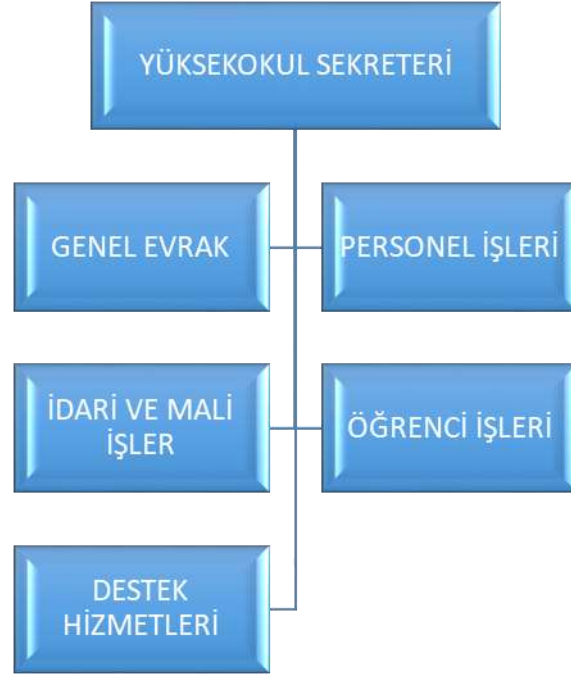 YÜKSEKOKUL SEKRETERİ
GENEL EVRAK
PERSONEL İŞLERİ
İDARİ VE MALİ
İŞLER
ÖĞRENCİ İŞLERİ
DESTEK
HİZMETLERİ